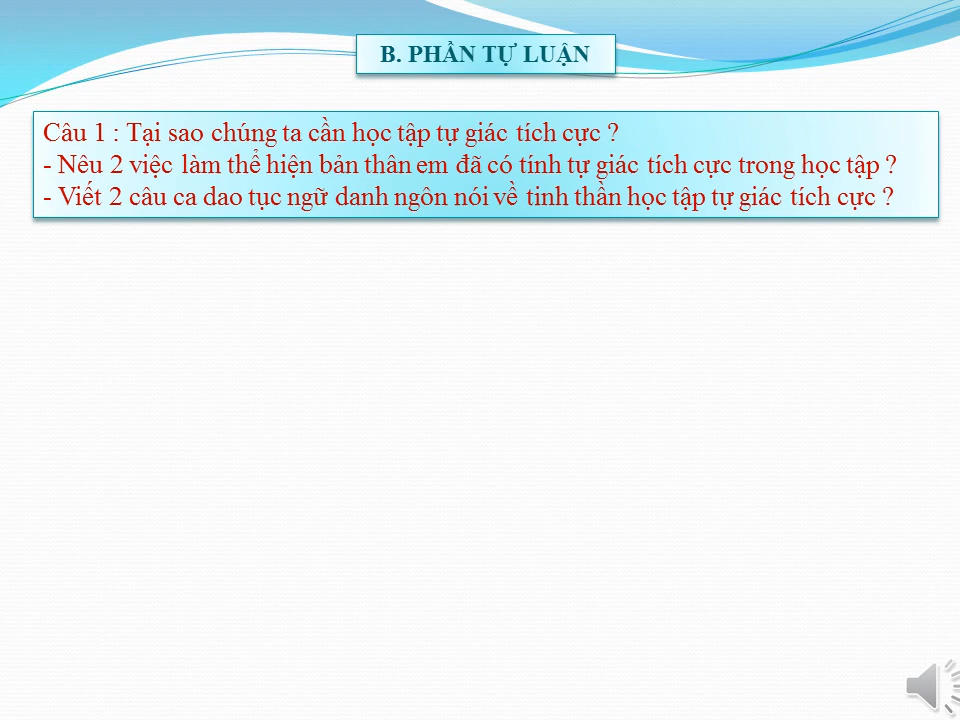 B. PHẦN TỰ LUẬN
Câu 1 : Tại sao chúng ta cần học tập tự giác tích cực ?
- Nêu 2 việc làm thể hiện bản thân em đã có tính tự giác tích cực trong học tập ?
- Viết 2 câu ca dao tục ngữ danh ngôn nói về tinh thần học tập tự giác tích cực ?